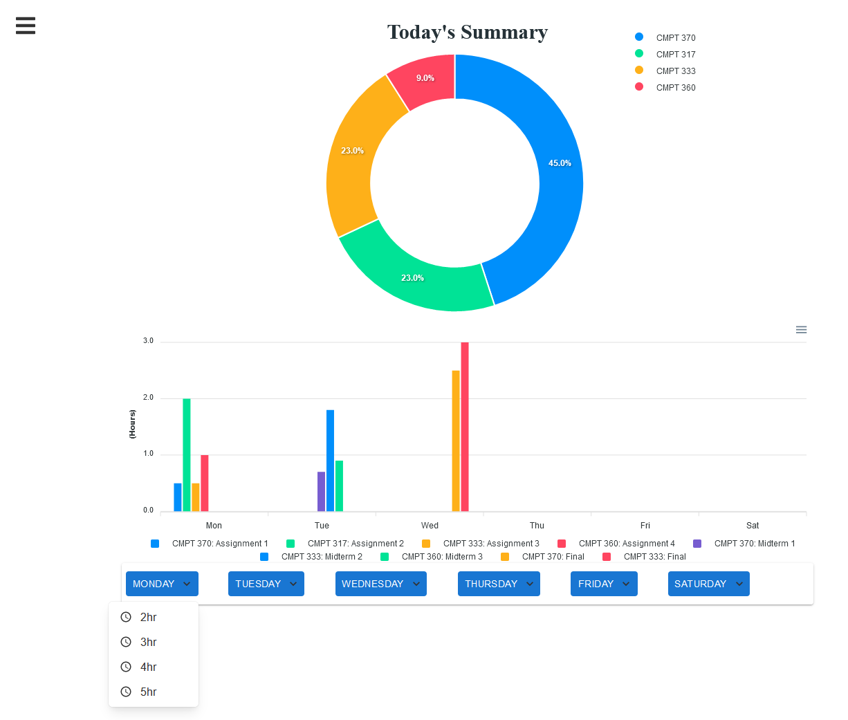 Today's Summary
CMPT 370
CMPT 317
CMPT 333
CMPT 360
9.0%
45.0%
23.0%
23.0%
3.0
2.0
1.0
0.0
(Hours)
Mon Tue Wed Thu Fri Sat
CMPT 370: Assignment 1 CMPT 317: Assignment 2 CMPT 333: Assignment 3 CMPT 360: Assignment 4 CMPT 370: Midterm 1
CMPT 333: Midterm 2 CMPT 360: Midterm 3 CMPT 370: Final CMPT 333: Final
MONDAY TUESDAY WEDNESDAY THURSDAY FRIDAY SATURDAY
2hr
3hr
4hr
5hr